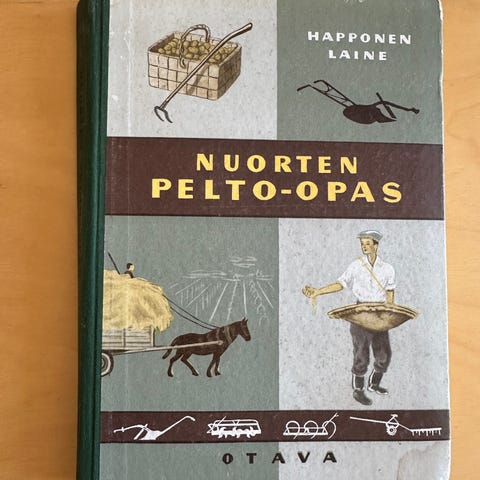 HAPPONEN
LAINE
NUORTEN
PELTO-OPAS
OTAVA